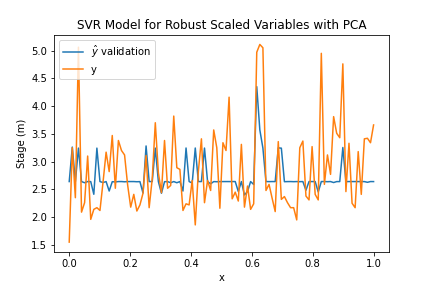 SVR Model for Robust Scaled Variables with PCA
ŷ validation
y
Stage (m)
5.0
4.5
4.0
3.5
3.0
2.5
2.0
1.5
0.0 0.2 0.4 0.6 0.8 1.0
x